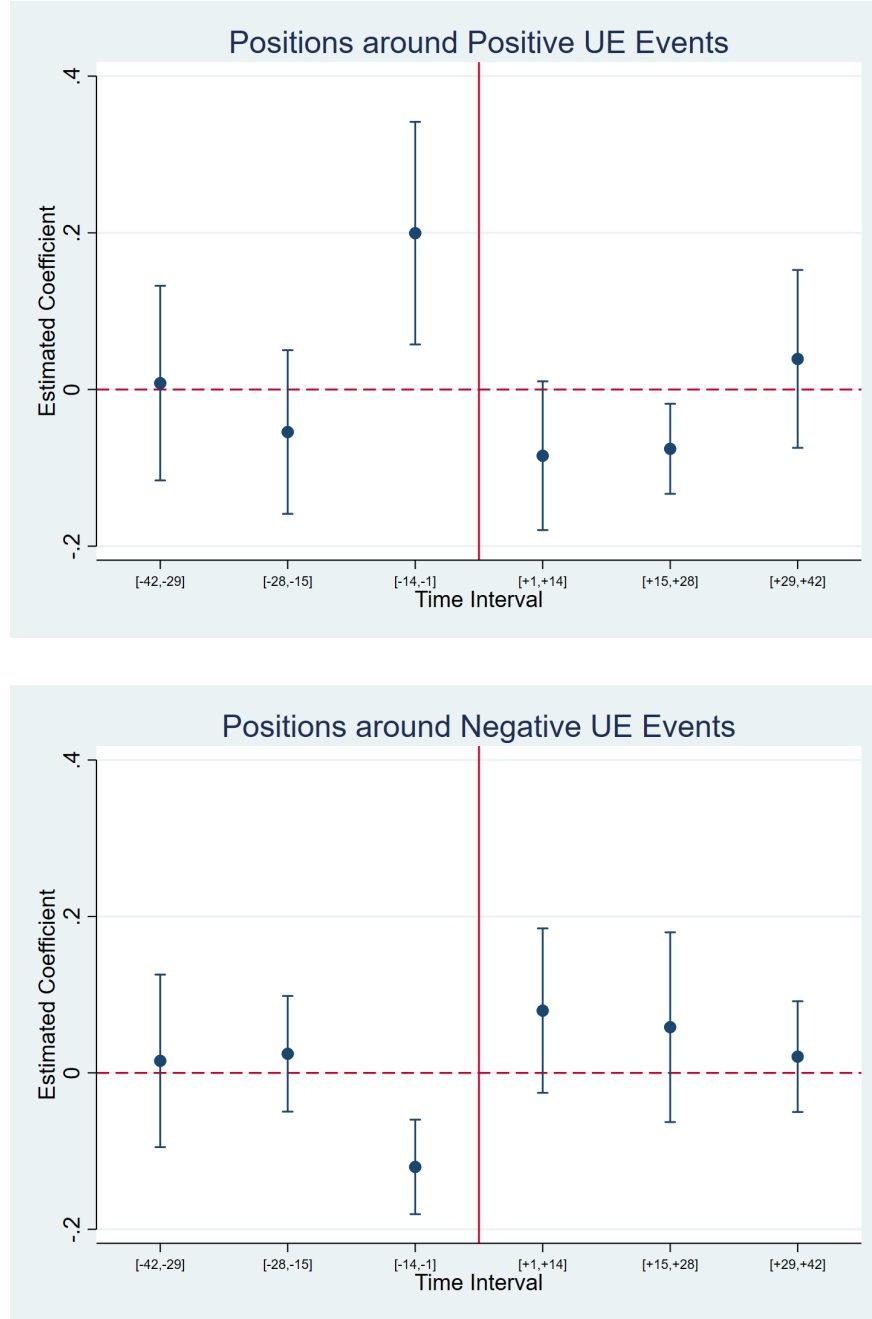 Positions around Positive UE Events
Estimated Coefficient
.4
.2
0
-.2
[-42,-29] [-28,-15] [-14,-1] [+1,+14] [+15,+28] [+29,+42]
Time Interval
Positions around Negative UE Events
Estimated Coefficient
.4
.2
0
-.2
[-42,-29] [-28,-15] [-14,-1] [+1,+14] [+15,+28] [+29,+42]
Time Interval